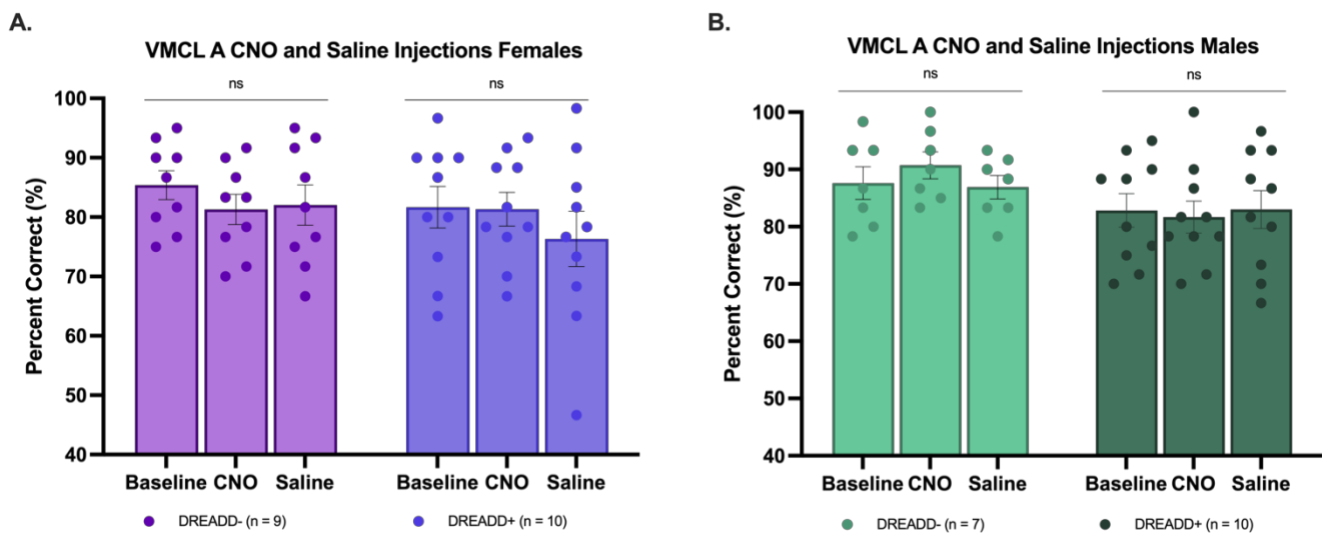 A.
VMCL A CNO and Saline Injections Females
ns
ns
Percent Correct (%)
100
90
80
70
60
50
40
Baseline CNO Saline
Baseline CNO Saline
DREADD- (n = 9)
DREADD+ (n = 10)
B.
VMCL A CNO and Saline Injections Males
ns
ns
Percent Correct (%)
100
90
80
70
60
50
40
Baseline CNO Saline
Baseline CNO Saline
DREADD- (n = 7)
DREADD+ (n = 10)